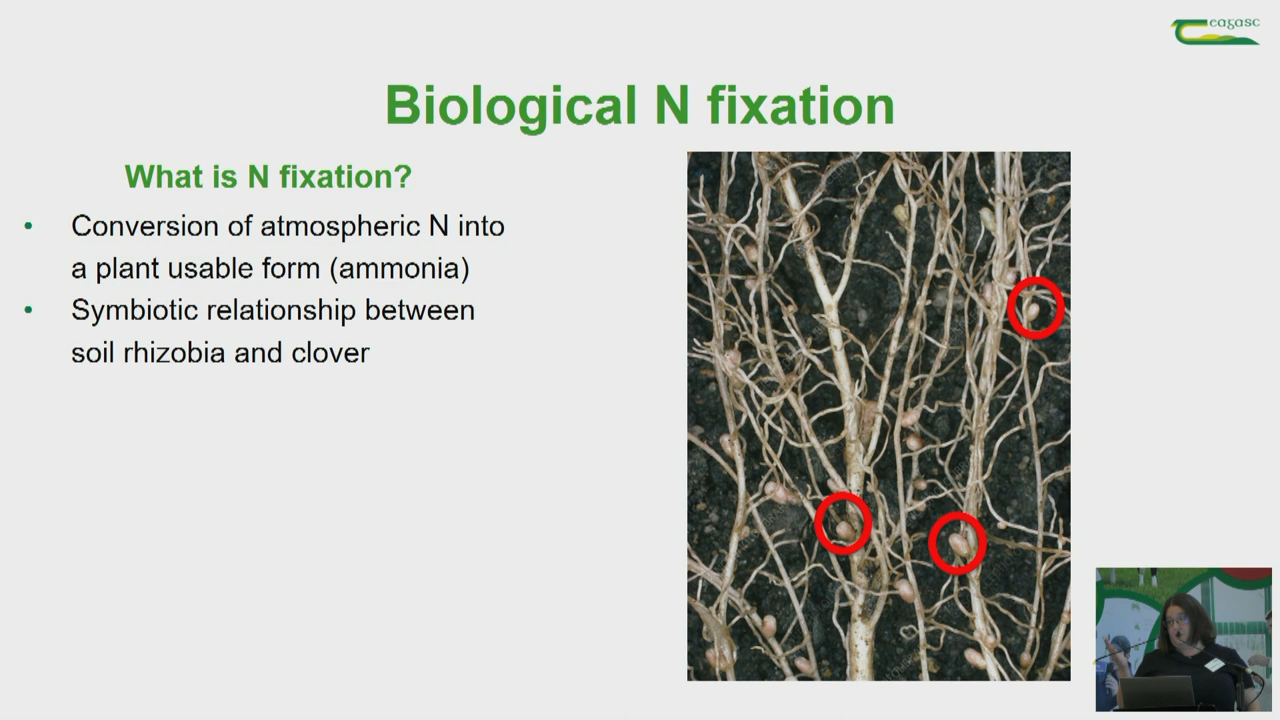 eagasc
Biological N fixation
What is N fixation?
• Conversion of atmospheric N into
a plant usable form (ammonia)
• Symbiotic relationship between
soil rhizobia and clover